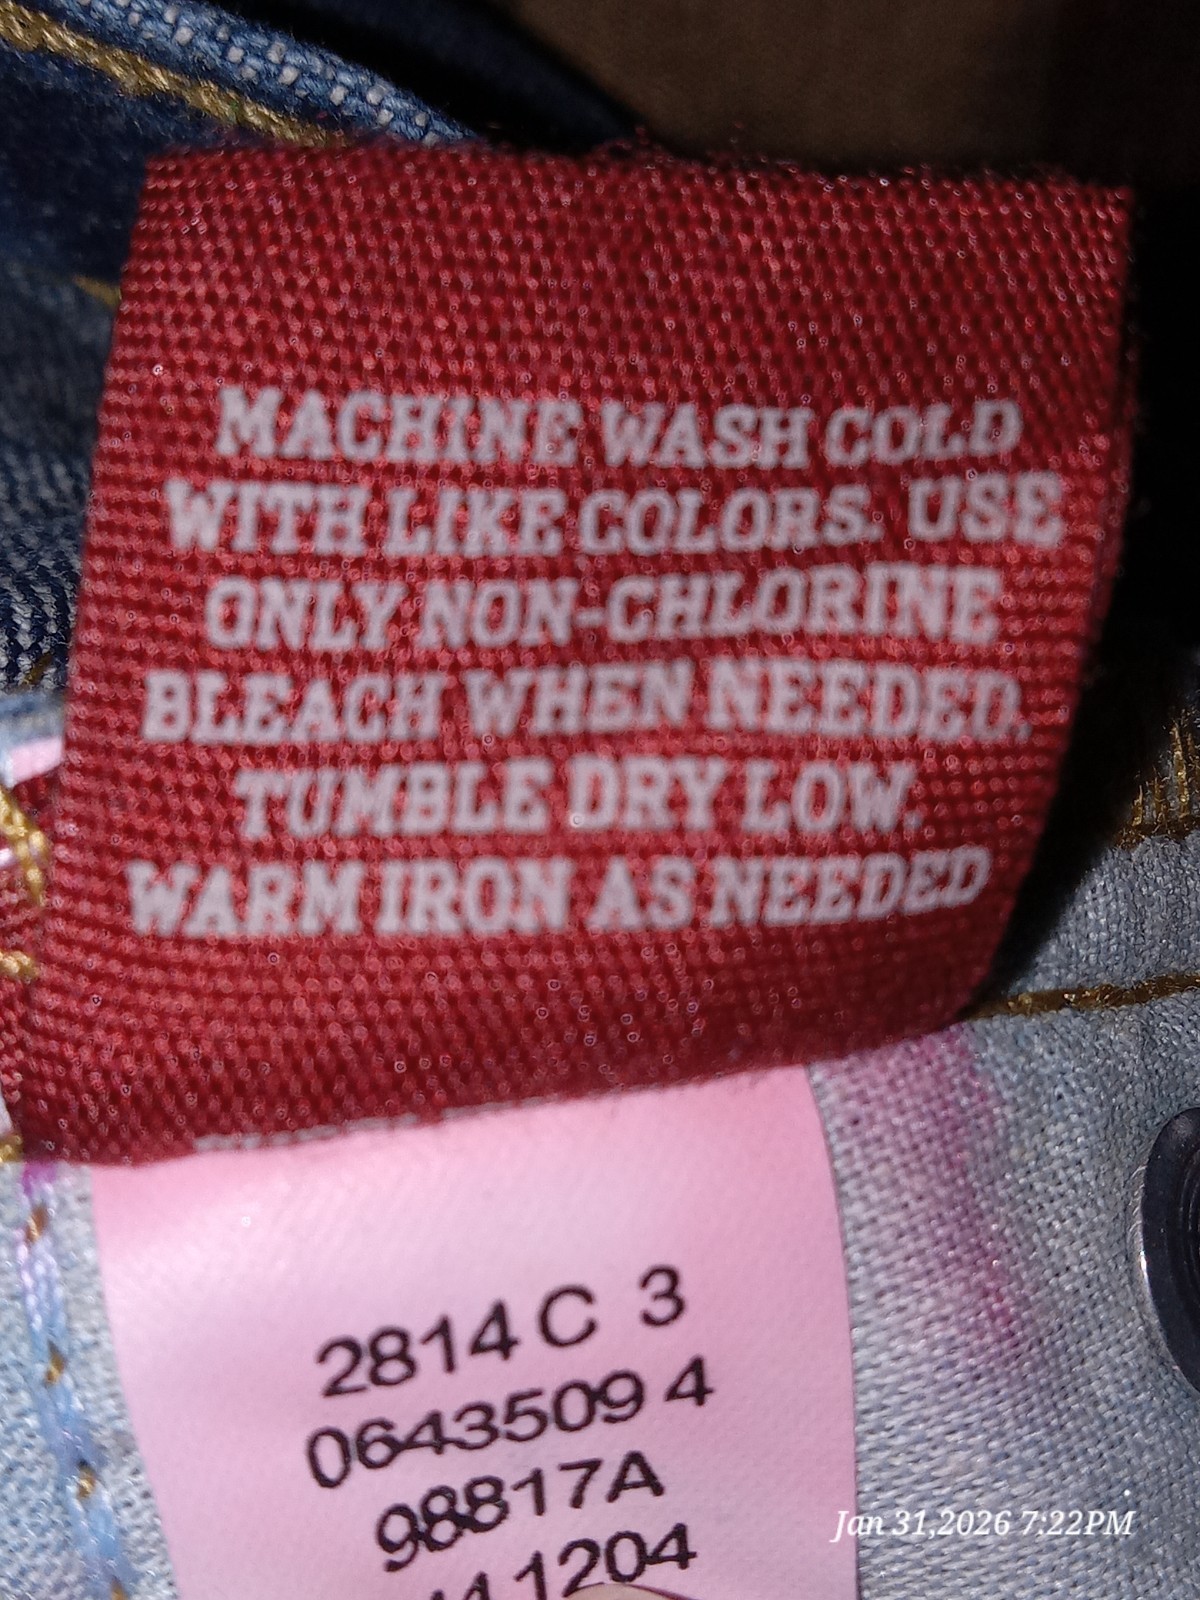 MACHINE WASH COLD
WITH LIKE COLORS. USE
ONLY NON-CHLORINE
BLEACH WHEN NEEDED.
TUMBLE DRY LOW.
WARM IRON AS NEEDED
2814 C 3
0643509 4
98817A
1204
Jan 31,2026 7:22PM